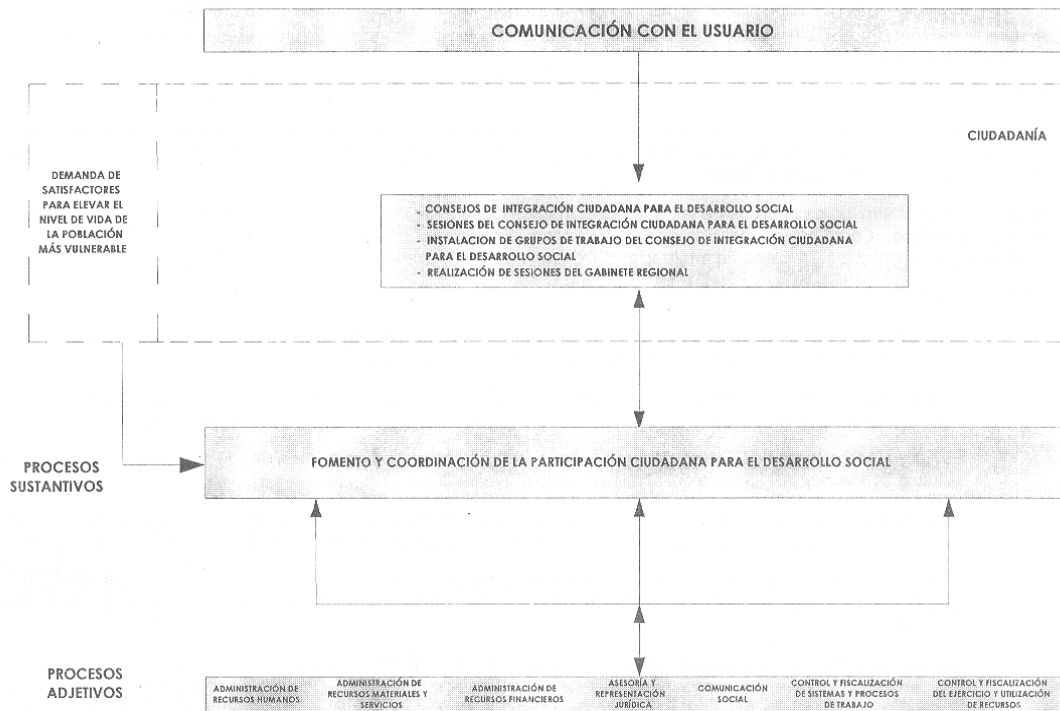 COMUNICACIÓN CON EL USUARIO
CIUDADANÍA
DEMANDA DE
SATISFACTORES
PARA ELEVAR EL
NIVEL DE VIDA DE
LA POBLACIÓN
MÁS VULNERABLE
- CONSEJOS DE INTEGRACIÓN CIUDADANA PARA EL DESARROLLO SOCIAL
- SESIONES DEL CONSEJO DE INTEGRACIÓN CIUDADANA PARA EL DESARROLLO SOCIAL
- INSTALACION DE GRUPOS DE TRABAJO DEL CONSEJO DE INTEGRACIÓN CIUDADANA
PARA EL DESARROLLO SOCIAL
- REALIZACIÓN DE SESIONES DEL GABINETE REGIONAL
PROCESOS
SUSTANTIVOS
FOMENTO Y COORDINACIÓN DE LA PARTICIPACIÓN CIUDADANA PARA EL DESARROLLO SOCIAL
PROCESOS
ADJETIVOS
ADMINISTRACIÓN DE
RECURSOS HUMANOS
ADMINISTRACIÓN DE
RECURSOS MATERIALES Y
SERVICIOS
ADMINISTRACIÓN DE
RECURSOS FINANCIEROS
ASESORÍA Y
REPRESENTACIÓN
JURÍDICA
COMUNICACIÓN
SOCIAL
CONTROL Y FISCALIZACIÓN
DE SISTEMAS Y PROCESOS
DE TRABAJO
CONTROL Y FISCALIZACIÓN
DEL EJERCICIO Y UTILIZACIÓN
DE RECURSOS